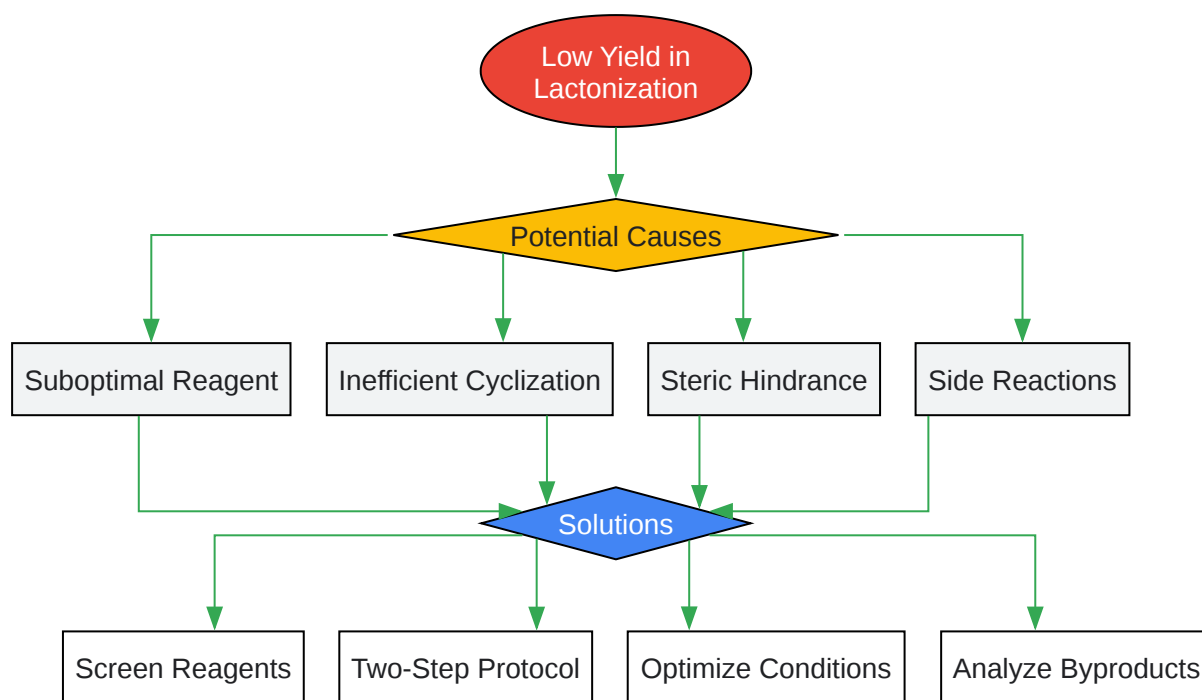 Low Yield in
Lactonization
Potential Causes
Suboptimal Reagent
Inefficient Cyclization
Steric Hindrance
Side Reactions
Solutions
Screen Reagents
Two-Step Protocol
Optimize Conditions
Analyze Byproducts